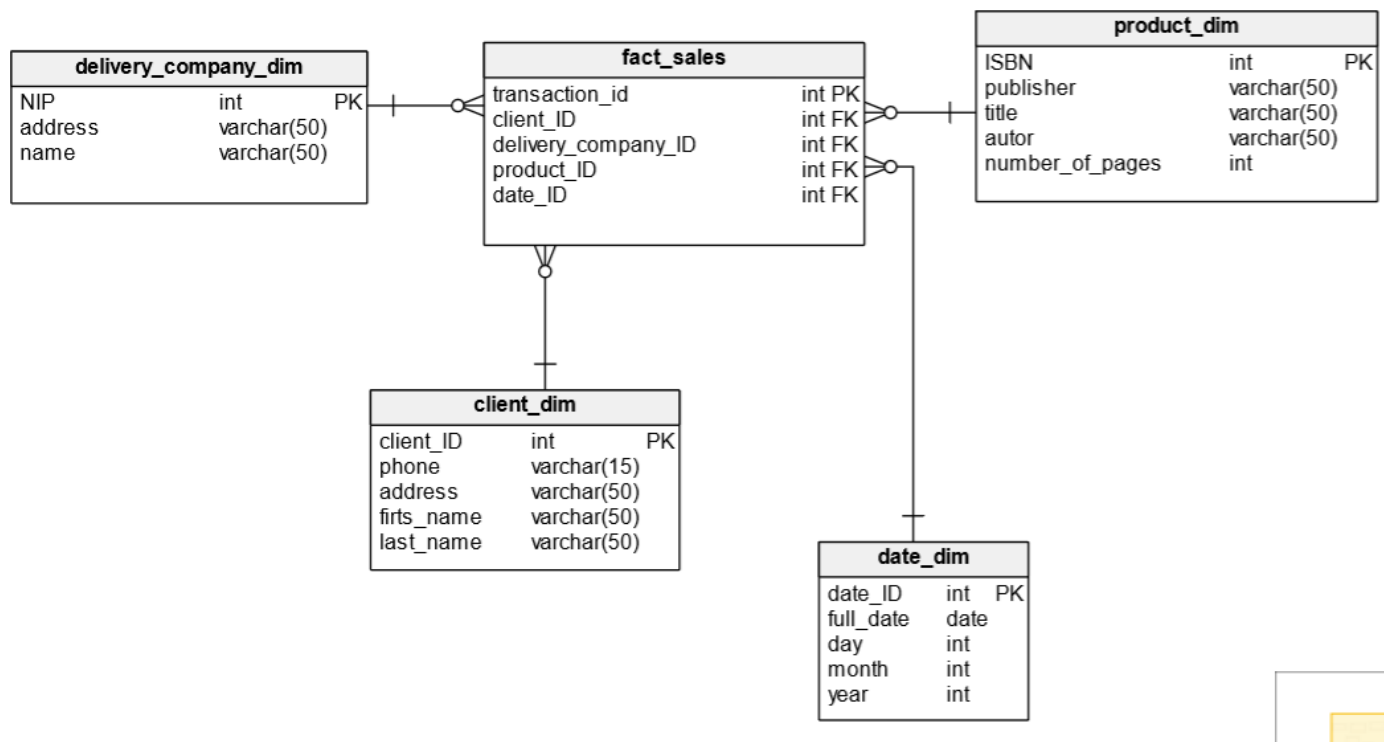 delivery_company_dim
NIP int PK
address varchar(50)
name varchar(50)
fact_sales
transaction_id int PK
client_ID int FK
delivery_company_ID int FK
product_ID int FK
date_ID int FK
product_dim
ISBN int PK
publisher varchar(50)
title varchar(50)
autor varchar(50)
number_of_pages int
client_dim
client_ID int PK
phone varchar(15)
address varchar(50)
firts_name varchar(50)
last_name varchar(50)
date_dim
date_ID int PK
full_date date
day int
month int
year int